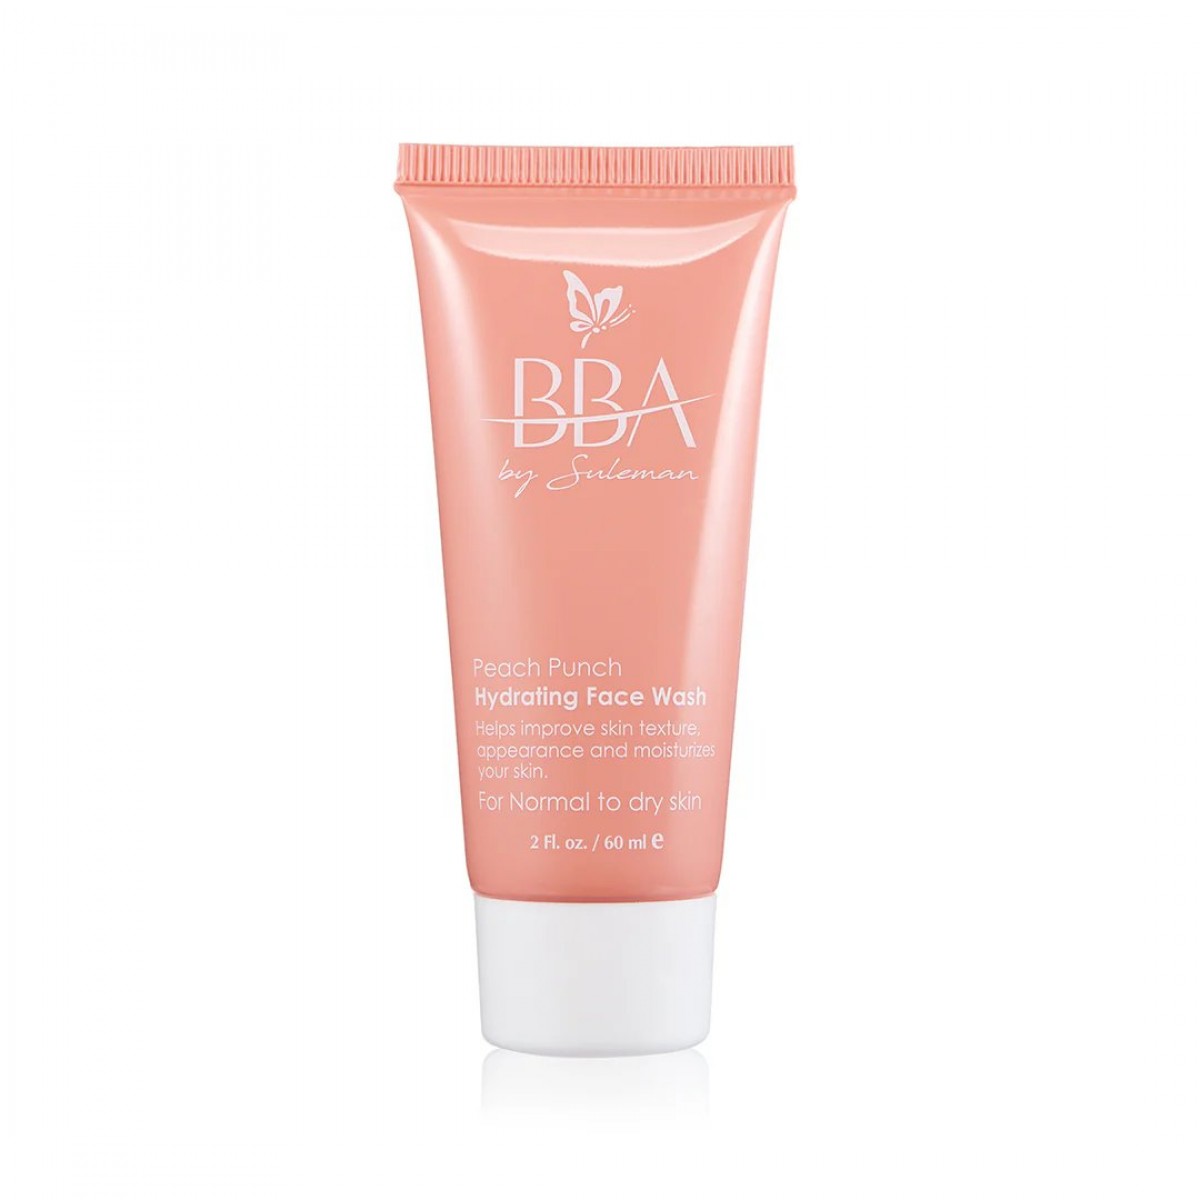 BBA
by Suleman
Peach Punch
Hydrating Face Wash
Helps improve skin texture,
appearance and moisturizes
your skin.
For Normal to dry skin
2 Fl. oz. / 60 ml e